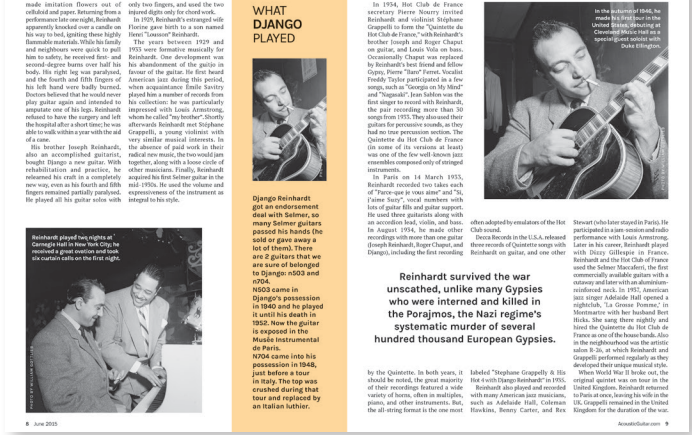 made imitation flowers out of
celluloid and paper. Returning from a
performance late one night, Reinhardt
apparently knocked over a candle on
his way to bed, igniting these highly
flammable materials. While his family
and neighbours were quick to pull
him to safety, he received first- and
second-degree burns over half his
body. His right leg was paralysed,
and the fourth and fifth fingers of
his left hand were badly burned.
Doctors believed that he would never
play guitar again and intended to
amputate one of his legs. Reinhardt
refused to have the surgery and left
the hospital after a short time; he was
able to walk within a year with the aid
of a cane.
His brother Joseph Reinhardt,
also an accomplished guitarist,
bought Django a new guitar. With
rehabilitation and practice, he
relearned his craft in a completely
new way, even as his fourth and fifth
fingers remained partially paralysed.
He played all his guitar solos with
only two fingers, and used the two
injured digits only for chord work.
In 1929, Reinhardt's estranged wife
Florine gave birth to a son named
Henri "Lousson" Reinhardt.
The years between 1929 and
1933 were formative musically for
Reinhardt. One development was
his abandonment of the guitjo in
favour of the guitar. He first heard
American jazz during this period,
when acquaintance Émile Savitry
played him a number of records from
his collection: he was particularly
impressed with Louis Armstrong,
whom he called "my brother". Shortly
afterwards Reinhardt met Stéphane
Grappelli, a young violinist with
very similar musical interests. In
the absence of paid work in their
radical new music, the two would jam
together, along with a loose circle of
other musicians. Finally, Reinhardt
acquired his first Selmer guitar in the
mid-1930s. He used the volume and
expressiveness of the instrument as
integral to his style.
Reinhardt played two nights at
Carnegie Hall in New York City; he
received a great ovation and took
six curtain calls on the first night.
PHOTO BY WILLIAM GOTTLIEB
8 June 2015
WHAT
DJANGO
PLAYED
Django Reinhardt
got an endorsement
deal with Selmer, so
many Selmer guitars
passed his hands (he
sold or gave away a
lot of them). There
are 2 guitars that we
are sure of belonged
to Django: n503 and
n704.
N503 came in
Django's possession
in 1940 and he played
it until his death in
1952. Now the guitar
is exposed in the
Musée Instrumental
de Paris.
N704 came into his
possession in 1948,
just before a tour
in Italy. The top was
crushed during that
tour and replaced by
an Italian luthier.
In 1934, Hot Club de France
secretary Pierre Nourry invited
Reinhardt and violinist Stéphane
Grappelli to form the "Quintette du
Hot Club de France," with Reinhardt's
brother Joseph and Roger Chaput
on guitar, and Louis Vola on bass.
Occasionally Chaput was replaced
by Reinhardt's best friend and fellow
Gypsy, Pierre "Baro" Ferret. Vocalist
Freddy Taylor participated in a few
songs, such as "Georgia on My Mind"
and "Nagasaki". Jean Sablon was the
first singer to record with Reinhardt,
the pair recording more than 30
songs from 1933. They also used their
guitars for percussive sounds, as they
had no true percussion section. The
Quintette du Hot Club de France
(in some of its versions at least)
was one of the few well-known jazz
ensembles composed only of stringed
instruments.
In Paris on 14 March 1933,
Reinhardt recorded two takes each
of "Parce-que je vous aime" and "Si,
j'aime Suzy", vocal numbers with
lots of guitar fills and guitar support.
He used three guitarists along with
an accordion lead, violin, and bass.
In August 1934, he made other
recordings with more than one guitar
(Joseph Reinhardt, Roger Chaput, and
Django), including the first recording
In the autumn of 1946, he
made his first tour in the
United States, debuting at
Cleveland Music Hall as a
special guest soloist with
Duke Ellington.
Reinhardt survived the war
unscathed, unlike many Gypsies
who were interned and killed in
the Porajmos, the Nazi regime's
systematic murder of several
hundred thousand European Gypsies.
by the Quintette. In both years, it
should be noted, the great majority
of their recordings featured a wide
variety of horns, often in multiples,
piano, and other instruments. But,
the all-string format is the one most
often adopted by emulators of the Hot
Club sound.
Decca Records in the U.S.A. released
three records of Quintette songs with
Reinhardt on guitar, and one other
labeled "Stephane Grappelly & His
Hot 4 with Django Reinhardt" in 1935.
Reinhardt also played and recorded
with many American jazz musicians,
such as Adelaide Hall, Coleman
Hawkins, Benny Carter, and Rex
Stewart (who later stayed in Paris). He
participated in a jam-session and radio
performance with Louis Armstrong.
Later in his career, Reinhardt played
with Dizzy Gillespie in France.
Reinhardt and the Hot Club of France
used the Selmer Maccaferri, the first
commercially available guitars with a
cutaway and later with an aluminium-
reinforced neck. In 1937, American
jazz singer Adelaide Hall opened a
nightclub, 'La Grosse Pomme,' in
Montmartre with her husband Bert
Hicks. She sang there nightly and
hired the Quintette du Hot Club de
France as one of the house bands. Also
in the neighbourhood was the artistic
salon R-26, at which Reinhardt and
Grappelli performed regularly as they
developed their unique musical style.
When World War II broke out, the
original quintet was on tour in the
United Kingdom. Reinhardt returned
to Paris at once, leaving his wife in the
UK. Grappelli remained in the United
Kingdom for the duration of the war.
AcousticGuitar.com 9